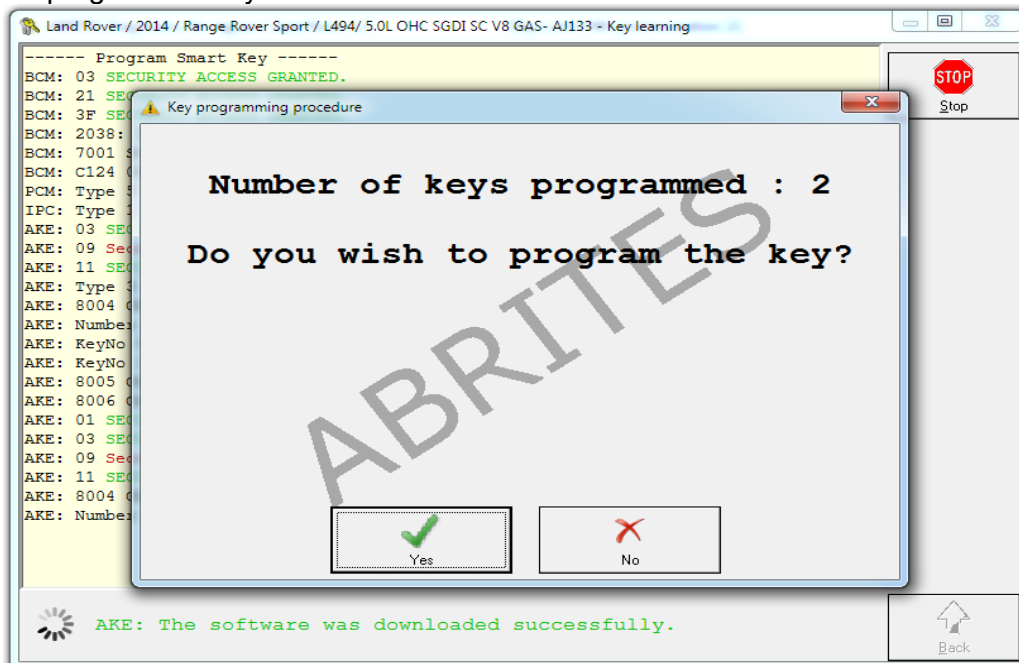 Land Rover / 2014 / Range Rover Sport / L494/ 5.0L OHC SGDI SC V8 GAS- AJ133 - Key learning
------ Program Smart Key ------
BCM: 03 SECURITY ACCESS GRANTED.
BCM: 21
BCM: 3F
BCM: 2038:
BCM: 7001
BCM: C124
PCM: Type
IPC: Type
AKE: 03
AKE: 09
AKE: 11
AKE: Type
AKE: 8004
AKE: Number
AKE: KeyNo
AKE: KeyNo
AKE: 8005
AKE: 8006
AKE: 01
AKE: 03
AKE: 09
AKE: 11
AKE: 8004
AKE: Number
STOP
Stop
Key programming procedure
Number of keys programmed : 2
Do you wish to program the key?
ABRITES
Yes
No
AKE: The software was downloaded successfully.
Back